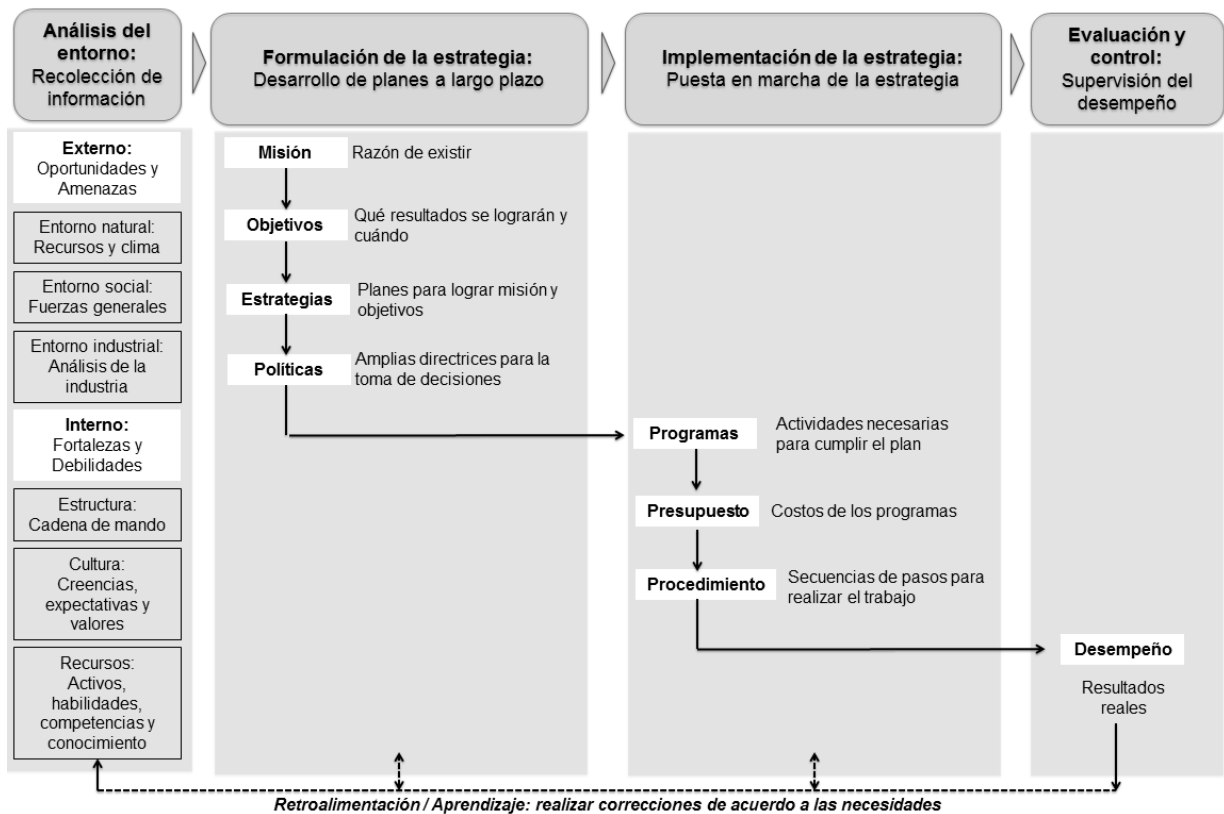 Análisis del
entorno:
Recolección de
información
Formulación de la estrategia:
Desarrollo de planes a largo plazo
Implementación de la estrategia:
Puesta en marcha de la estrategia
Evaluación y
control:
Supervisión del
desempeño
Externo:
Oportunidades y
Amenazas
Entorno natural:
Recursos y clima
Entorno social:
Fuerzas generales
Entorno industrial:
Análisis de la
industria
Interno:
Fortalezas y
Debilidades
Estructura:
Cadena de mando
Cultura:
Creencias,
expectativas y
valores
Recursos:
Activos,
habilidades,
competencias y
conocimiento
Misión
Razón de existir
Objetivos
Qué resultados se lograrán y
cuándo
Estrategias
Planes para lograr misión y
objetivos
Políticas
Amplias directrices para la
toma de decisiones
Programas
Actividades necesarias
para cumplir el plan
Presupuesto
Costos de los programas
Procedimiento
Secuencias de pasos para
realizar el trabajo
Desempeño
Resultados
reales
Retroalimentación / Aprendizaje: realizar correcciones de acuerdo a las necesidades